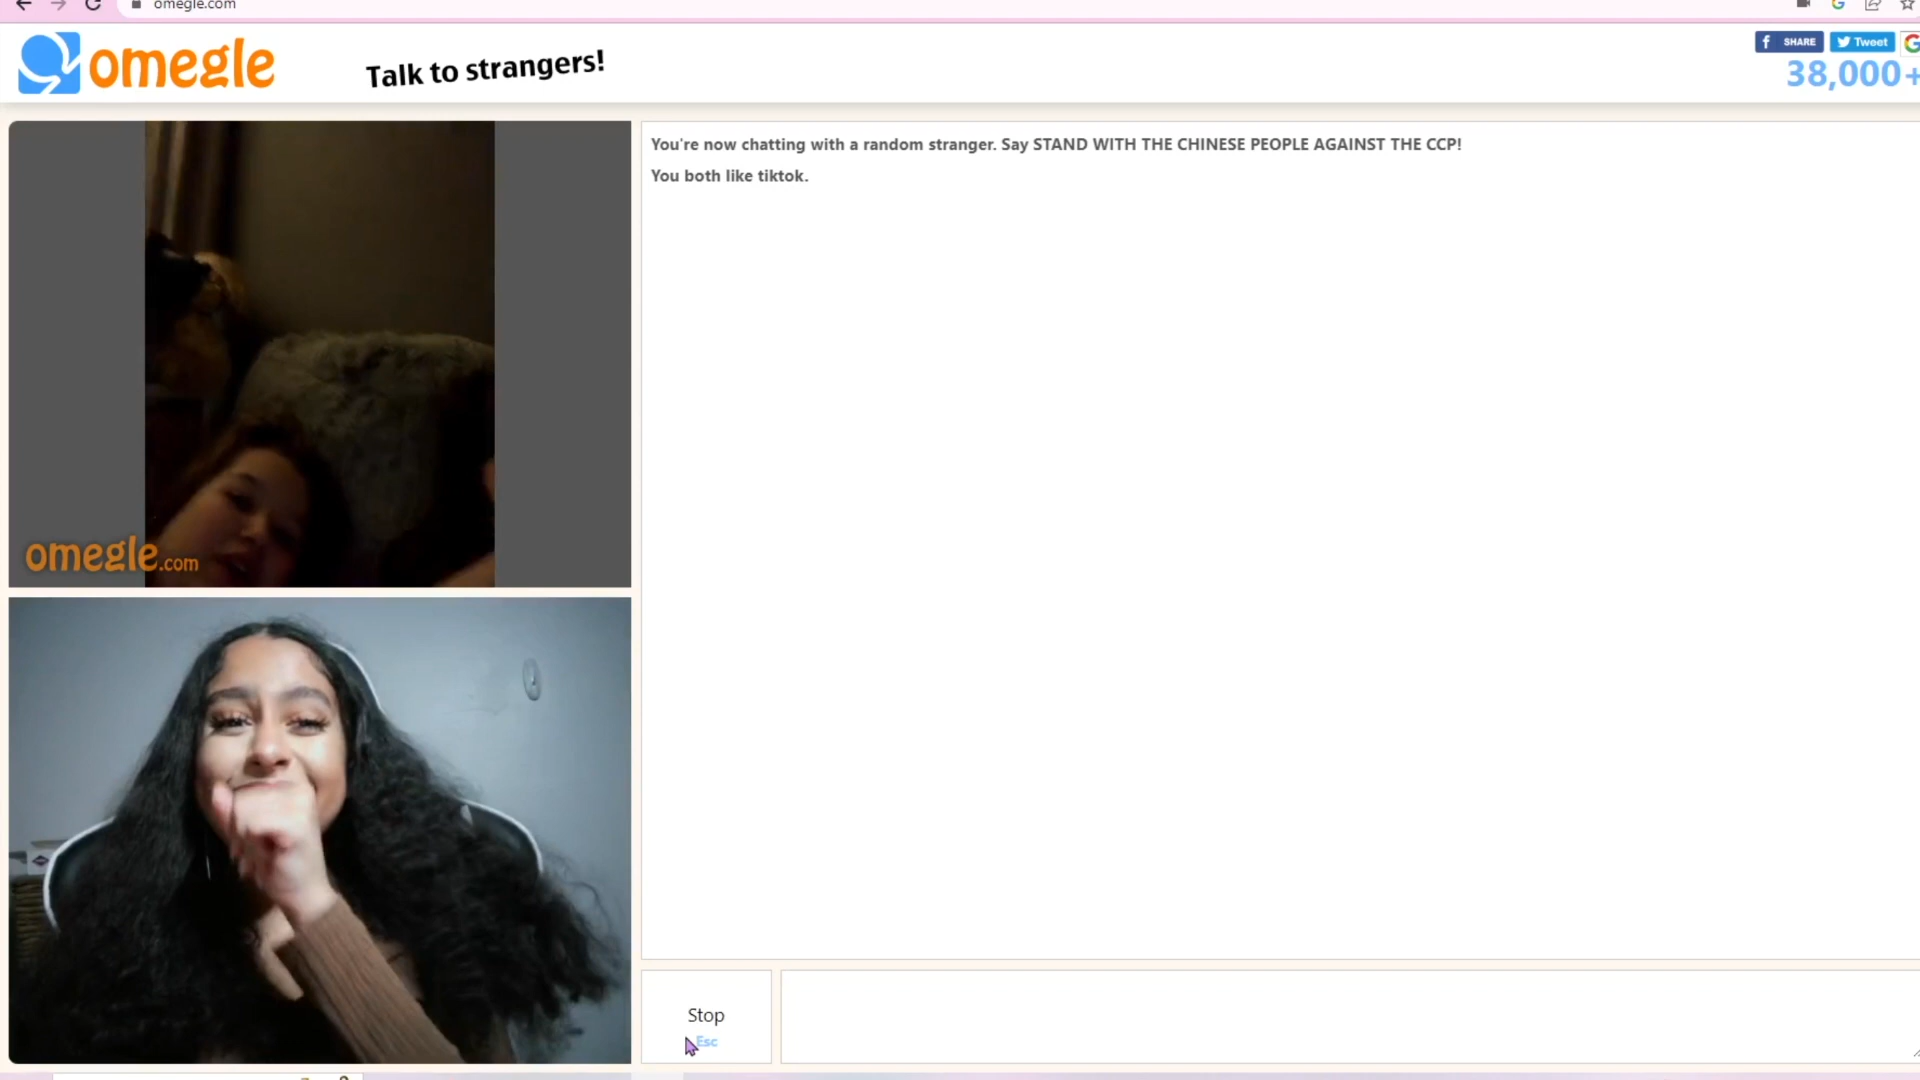 omegle.com
omegle
Talk to strangers!
SHARE
Tweet
38,000+
You're now chatting with a random stranger. Say STAND WITH THE CHINESE PEOPLE AGAINST THE CCP!
You both like tiktok.
omegle.com
Stop
Esc